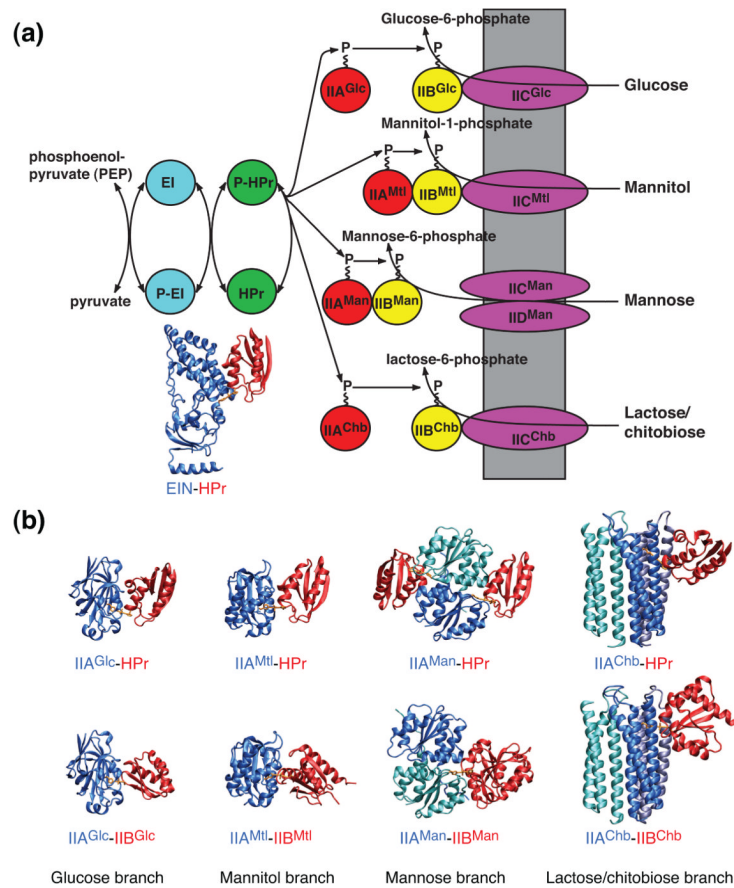 (a)
Glucose-6-phosphate
P
P
IIAGlc
IIBGlc
IICGlc
Glucose
Mannitol-1-phosphate
phosphoenol-
pyruvate (PEP)
EI
P-HPr
P
P
IIAMtl
IIBMtl
IICMtl
Mannitol
Mannose-6-phosphate
P
P
pyruvate
P-EI
HPr
IIAMan
IIBMan
IICMan
IIDMan
Mannose
lactose-6-phosphate
P
P
IIAChb
IIBChb
IICChb
Lactose/
chitobiose
EIN-HPr
(b)
IIAGlc-HPr
IIAMtl-HPr
IIAMan-HPr
IIAChb-HPr
IIAGlc-IIBGlc
IIAMtl-IIBMtl
IIAMan-IIBMan
IIAChb-IIBChb
Glucose branch
Mannitol branch
Mannose branch
Lactose/chitobiose branch